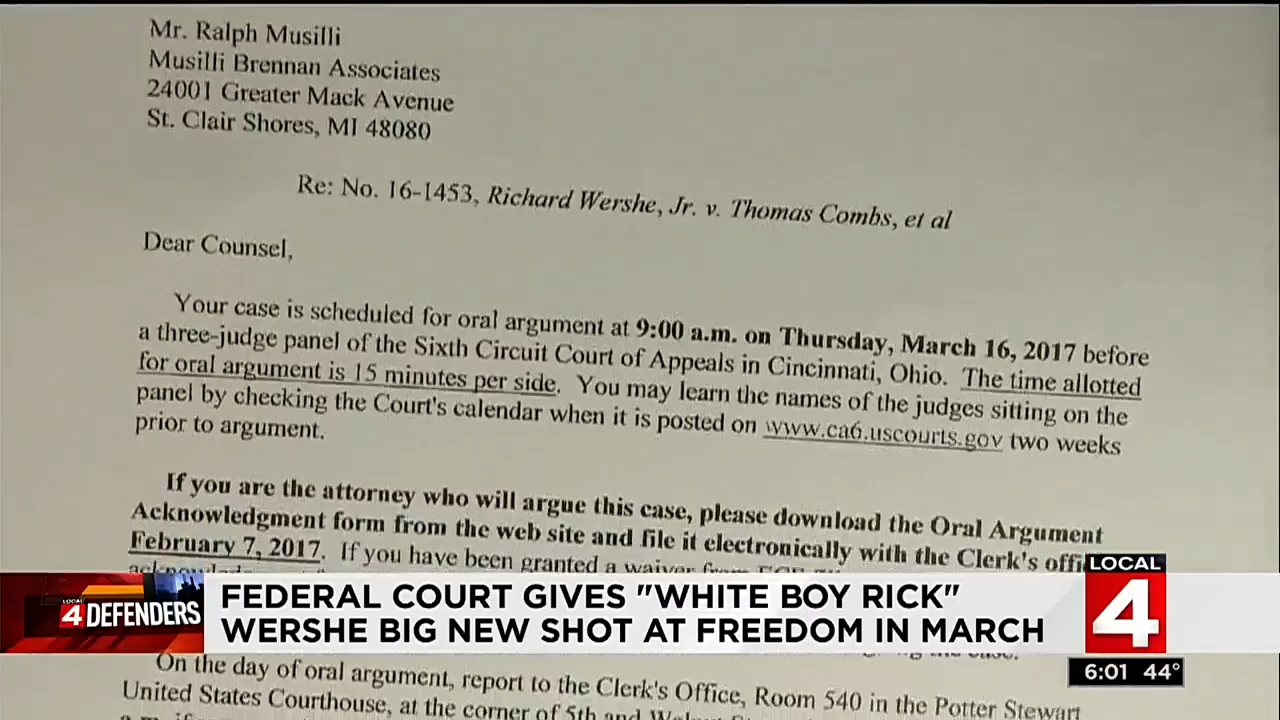 Mr. Ralph Musilli
Musilli Brennan Associates
24001 Greater Mack Avenue
St. Clair Shores, MI 48080
Re: No. 16-1453, Richard Wershe, Jr. v. Thomas Combs, et al
Dear Counsel,
Your case is scheduled for oral argument at 9:00 a.m. on Thursday, March 16, 2017 before
a three-judge panel of the Sixth Circuit Court of Appeals in Cincinnati, Ohio. The time allotted
for oral argument is 15 minutes per side. You may learn the names of the judges sitting on the
panel by checking the Court's calendar when it is posted on www.ca6.uscourts.gov two weeks
prior to argument.
If you are the attorney who will argue this case, please download the Oral Argument
Acknowledgment form from the web site and file it electronically with the Clerk's offi
February 7, 2017. If you have been granted a waiver from
LOCAL
4
LOCAL
4 DEFENDERS
FEDERAL COURT GIVES "WHITE BOY RICK"
WERSHE BIG NEW SHOT AT FREEDOM IN MARCH
6:01 44°
On the day of oral argument, report to the Clerk's Office, Room 540 in the Potter Stewart
United States Courthouse, at the corner of 5th and